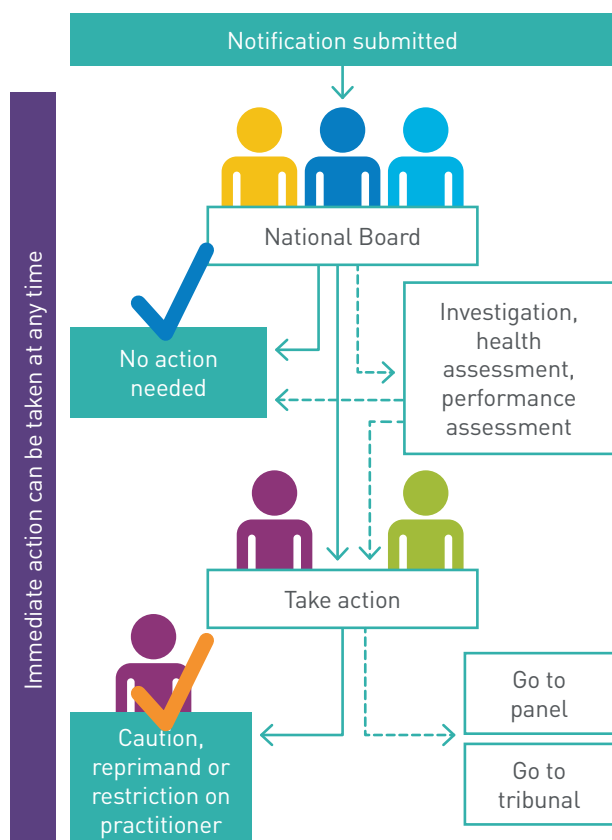 Notification submitted
Immediate action can be taken at any time
National Board
No action
needed
Investigation,
health
assessment,
performance
assessment
Take action
Caution,
reprimand or
restriction on
practitioner
Go to
panel
Go to
tribunal